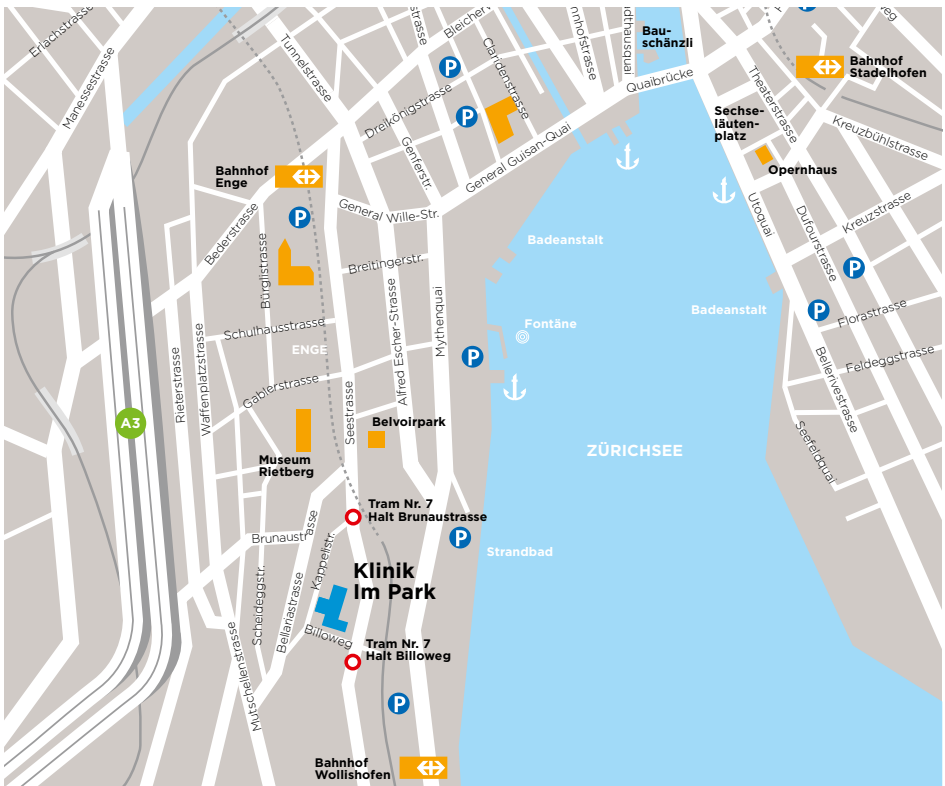 Erlachstrasse
Manessestrasse
Tunnelstrasse
Bleicherw
Claridenstrasse
Dreikönigstrasse
Genferstr.
General Guisan-Quai
Bau-
schänzli
Quaibrücke
Bahnhof
Stadelhofen
Theaterstrasse
Sechse-
läuten-
platz
Kreuzbühlstrasse
Opernhaus
Bahnhof
Enge
P
P
P
General Wille-Str.
Bederstrasse
Bürglistrasse
Breitingerstr.
Badeanstalt
Utoquai
Dufourstrasse
Kreuzstrasse
P
P
Badeanstalt
Florastrasse
Feldeggstrasse
Bellerivestrasse
Seefeldquai
Schulhausstrasse
ENGE
Fontäne
P
Mythenquai
Alfred Escher-Strasse
Rieterstrasse
Waffenplatzstrasse
Gablerstrasse
Seestrasse
A3
Belvoirpark
Museum
Rietberg
ZÜRICHSEE
Tram Nr. 7
Halt Brunaustrasse
P
Strandbad
Brunaustrasse
Kappelistr.
Klinik
Im Park
Scheideggstr.
Bellariastrasse
Billoweg
Tram Nr. 7
Halt Billoweg
Mutschellenstrasse
P
Bahnhof
Wollishofen